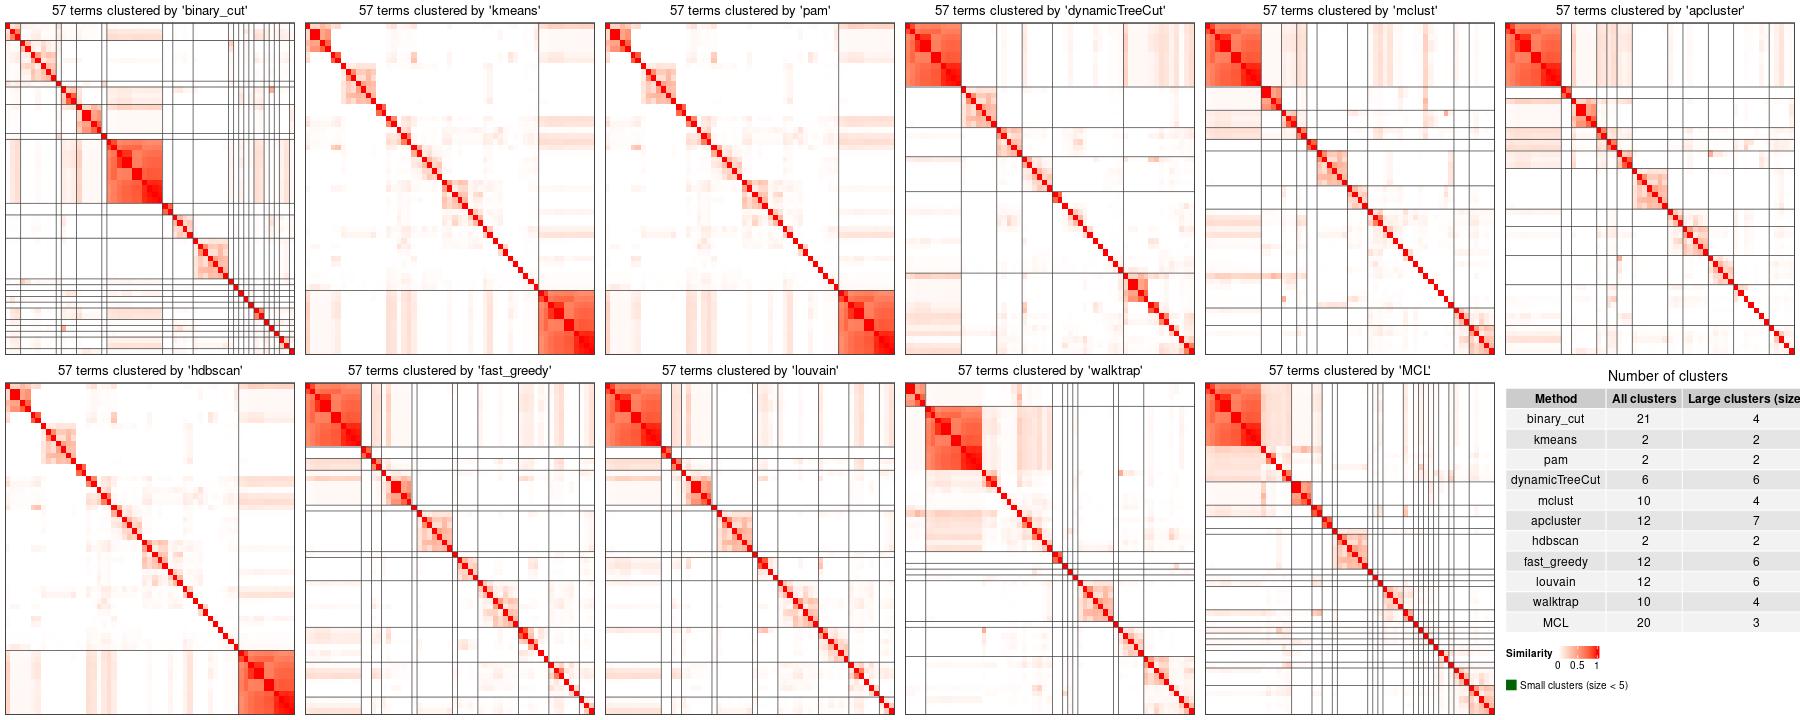 57 terms clustered by 'binary_cut'
57 terms clustered by 'kmeans'
57 terms clustered by 'pam'
57 terms clustered by 'dynamicTreeCut'
57 terms clustered by 'mclust'
57 terms clustered by 'apcluster'
57 terms clustered by 'hdbscan'
57 terms clustered by 'fast_greedy'
57 terms clustered by 'louvain'
57 terms clustered by 'walktrap'
57 terms clustered by 'MCL'
Number of clusters
Method All clusters Large clusters (size
binary_cut 21 4
kmeans 2 2
pam 2 2
dynamicTreeCut 6 6
mclust 10 4
apcluster 12 7
hdbscan 2 2
fast_greedy 12 6
louvain 12 6
walktrap 10 4
MCL 20 3
Similarity
0 0.5 1
Small clusters (size < 5)